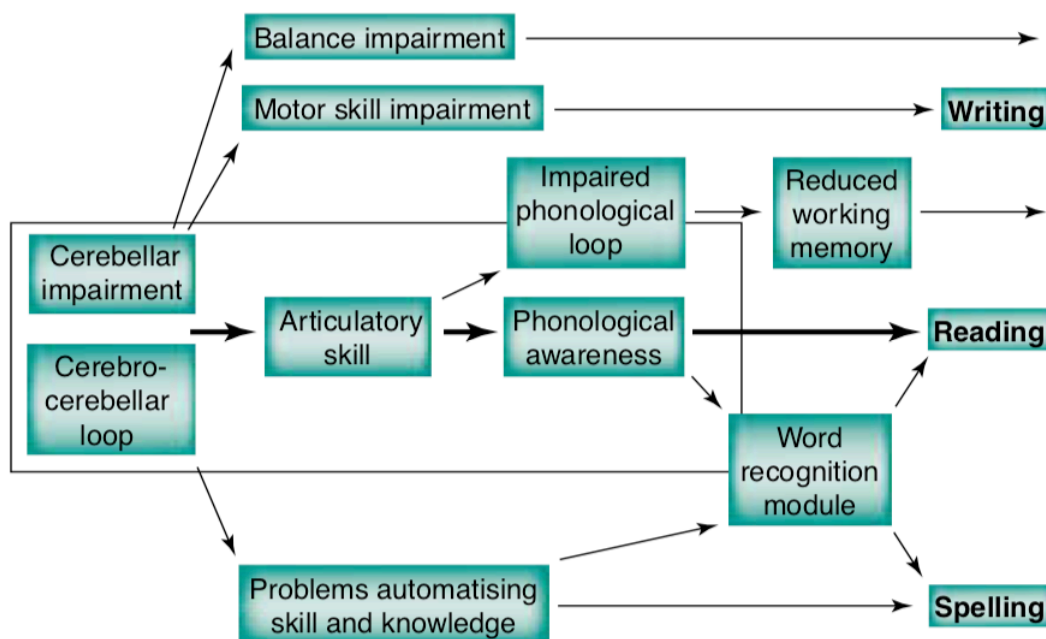 Balance impairment
Motor skill impairment
Writing
Impaired
phonological
loop
Reduced
working
memory
Cerebellar
impairment
Articulatory
skill
Phonological
awareness
Reading
Cerebro-
cerebellar
loop
Word
recognition
module
Problems automatising
skill and knowledge
Spelling